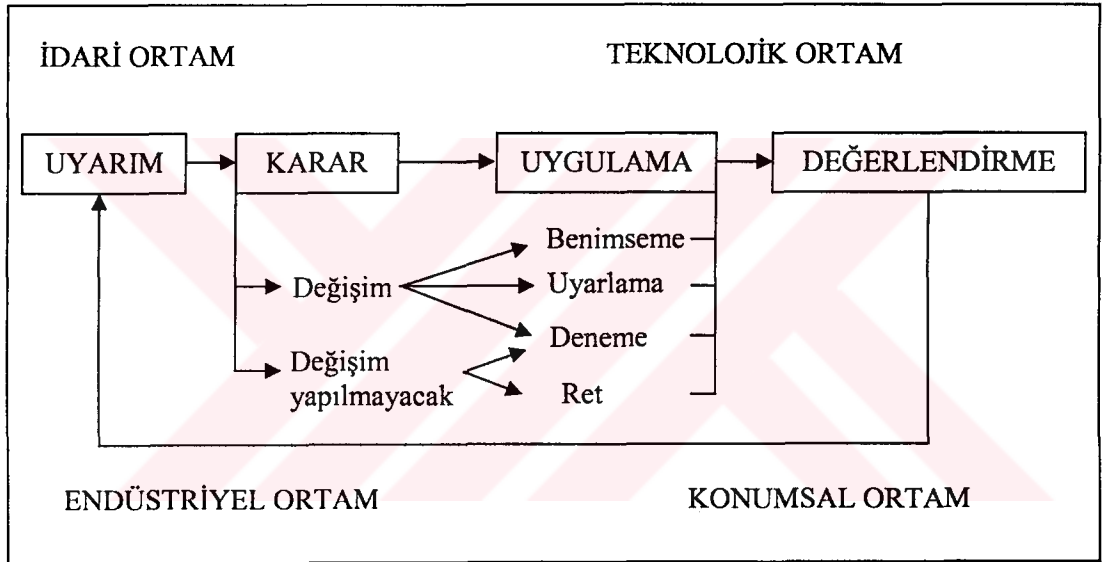 İDARİ ORTAM
TEKNOLOJİK ORTAM
UYARIM
KARAR
UYGULAMA
DEĞERLENDİRME
Benimseme
Değişim
Uyarlama
Deneme
Değişim
yapılmayacak
Ret
ENDÜSTRİYEL ORTAM
KONUMSAL ORTAM